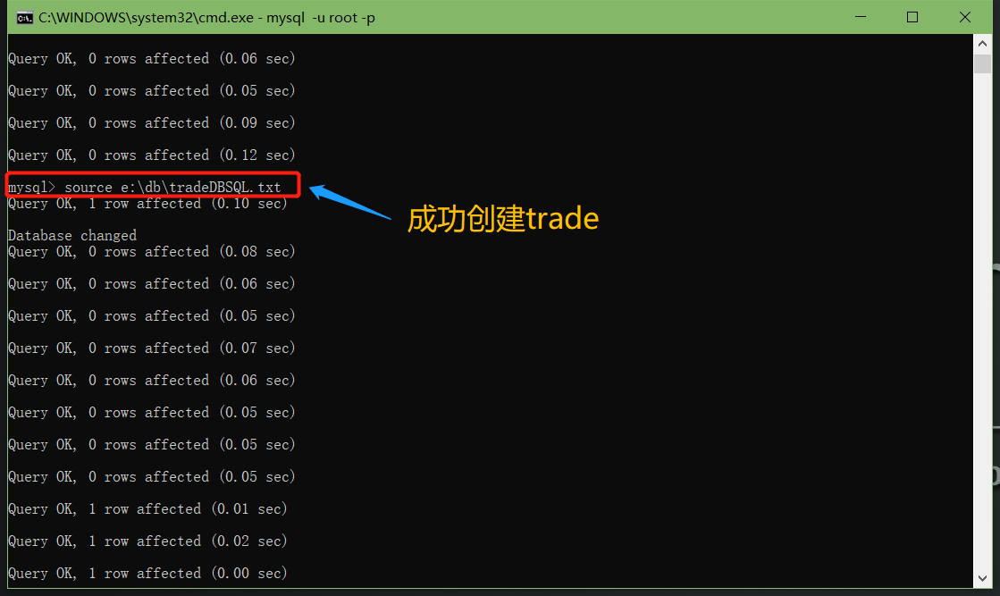 C:\WINDOWS\system32\cmd.exe - mysql  -u root -p
Query OK, 0 rows affected (0.06 sec)
Query OK, 0 rows affected (0.05 sec)
Query OK, 0 rows affected (0.09 sec)
Query OK, 0 rows affected (0.12 sec)
mysql> source e:\db\tradeDBSQL.txt
Query OK, 1 row affected (0.10 sec)
成功创建trade
Database changed
Query OK, 0 rows affected (0.08 sec)
Query OK, 0 rows affected (0.06 sec)
Query OK, 0 rows affected (0.05 sec)
Query OK, 0 rows affected (0.07 sec)
Query OK, 0 rows affected (0.06 sec)
Query OK, 0 rows affected (0.05 sec)
Query OK, 0 rows affected (0.05 sec)
Query OK, 0 rows affected (0.05 sec)
Query OK, 1 row affected (0.01 sec)
Query OK, 1 row affected (0.02 sec)
Query OK, 1 row affected (0.00 sec)